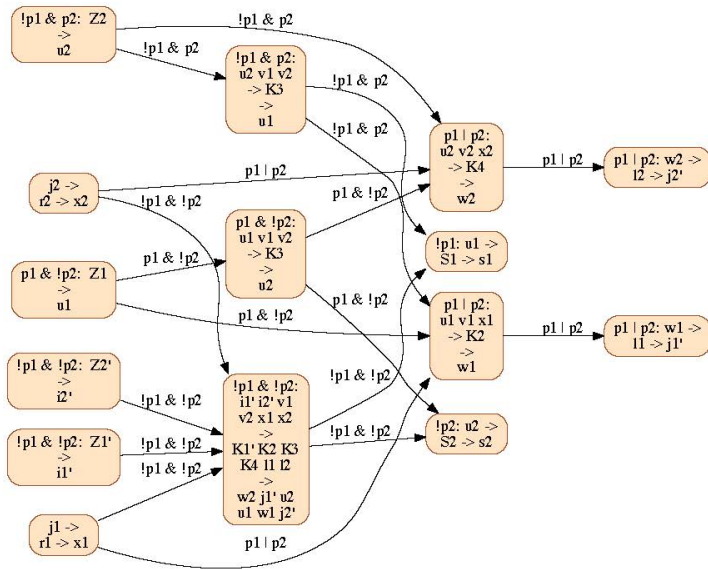 !p1 & p2:  Z2
->
u2
!p1 & p2
!p1 & p2
!p1 & p2:
u2 v1 v2
-> K3
->
u1
!p1 & p2
!p1 & p2
p1 | p2:
u2 v2 x2
-> K4
->
w2
p1 | p2
p1 | p2:  w2 ->
l2 -> j2'
j2 ->
r2 -> x2
p1 | p2
!p1 & !p2
p1 & !p2:
u1 v1 v2
-> K3
->
u2
p1 & !p2
!p1:  u1 ->
S1 -> s1
p1 & !p2:  Z1
->
u1
p1 & !p2
p1 & !p2
p1 & !p2
p1 | p2:
u1 v1 x1
-> K2
->
w1
p1 | p2
p1 | p2:  w1 ->
l1 -> j1'
!p1 & !p2:  Z2'
->
i2'
!p1 & !p2
!p1 & !p2:
i1' i2' v1
v2 x1 x2
->
K1' K2 K3
K4 l1 l2
->
w2 j1' u2
u1 w1 j2'
!p1 & !p2
!p1 & !p2
!p2:  u2 ->
S2 -> s2
!p1 & !p2:  Z1'
->
i1'
!p1 & !p2
!p1 & !p2
j1 ->
r1 -> x1
p1 | p2